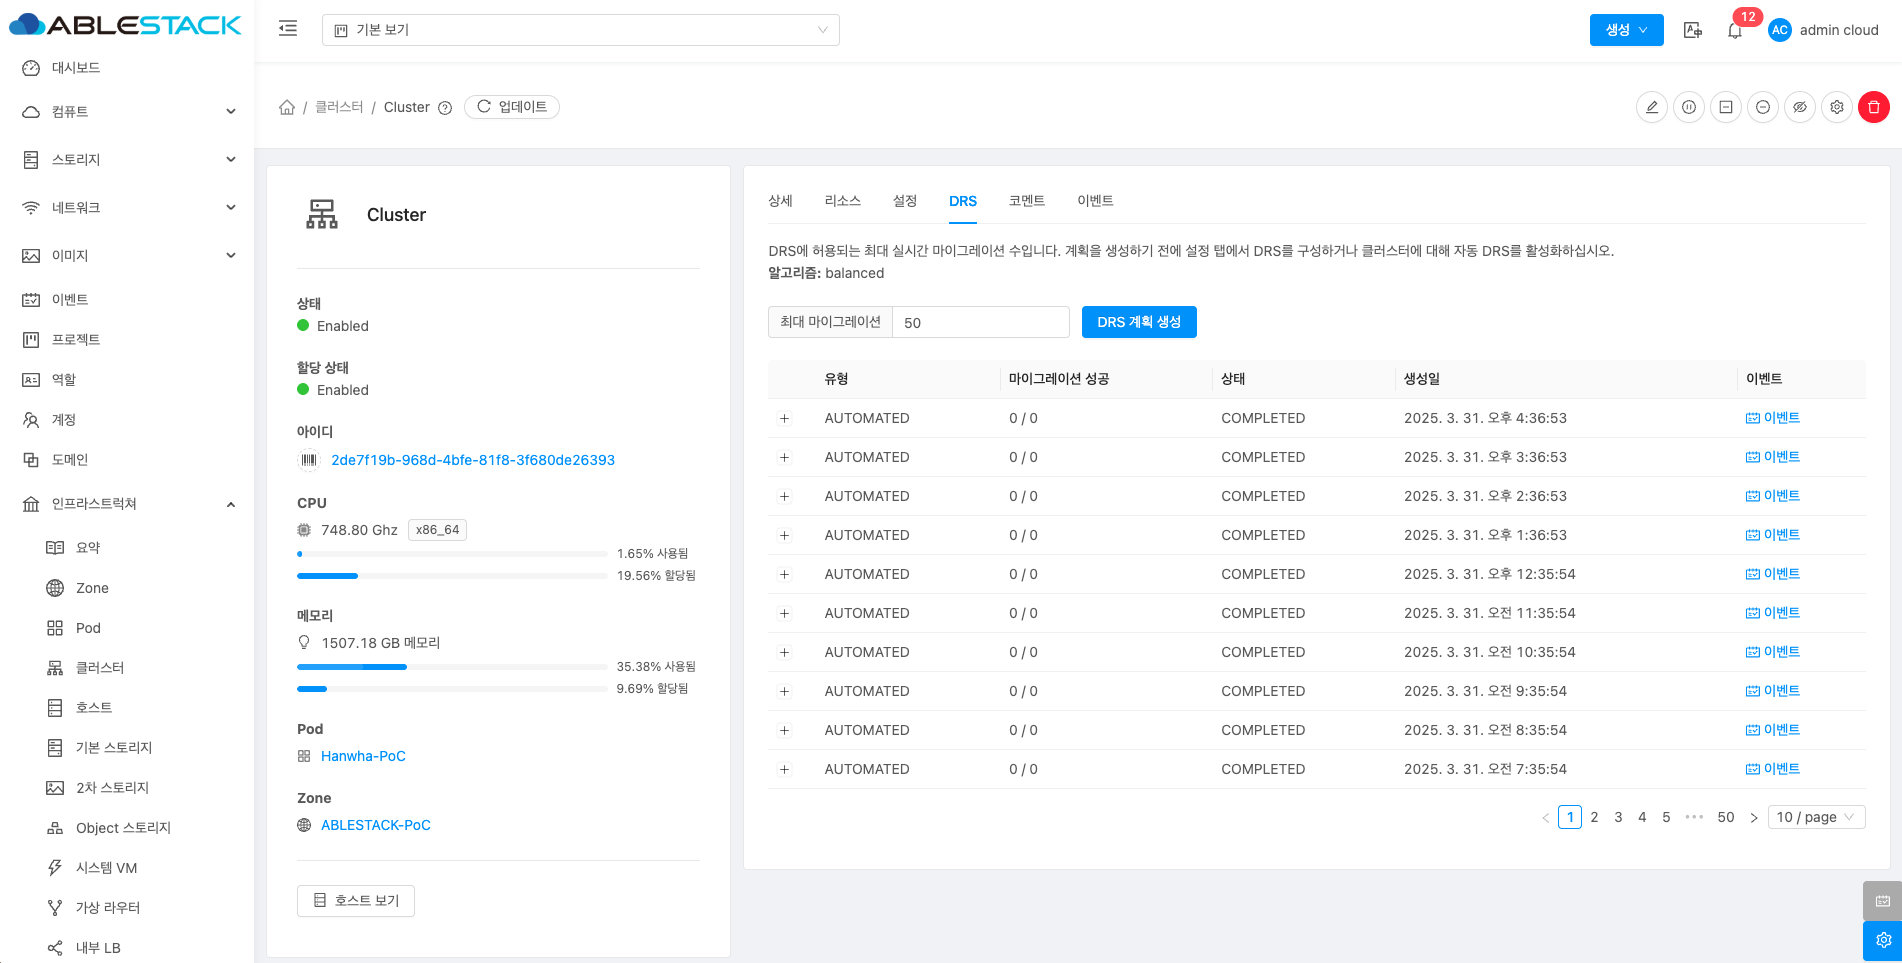 ABLESTACK
기본 보기
생성
12
AC
admin cloud
대시보드
컴퓨트
스토리지
네트워크
이미지
이벤트
프로젝트
역할
계정
도메인
인프라스트럭쳐
요약
Zone
Pod
클러스터
호스트
기본 스토리지
2차 스토리지
Object 스토리지
시스템 VM
가상 라우터
내부 LB
/ 클러스터 / Cluster
업데이트
Cluster
상태
Enabled
할당 상태
Enabled
아이디
2de7f19b-968d-4bfe-81f8-3f680de26393
CPU
748.80 Ghz x86_64
1.65% 사용됨
19.56% 할당됨
메모리
1507.18 GB 메모리
35.38% 사용됨
9.69% 할당됨
Pod
Hanwha-PoC
Zone
ABLESTACK-PoC
호스트 보기
상세 리소스 설정 DRS 코멘트 이벤트
DRS에 허용되는 최대 실시간 마이그레이션 수입니다. 계획을 생성하기 전에 설정 탭에서 DRS를 구성하거나 클러스터에 대해 자동 DRS를 활성화하십시오.
알고리즘: balanced
최대 마이그레이션 50 DRS 계획 생성
유형 마이그레이션 성공 상태 생성일 이벤트
AUTOMATED 0 / 0 COMPLETED 2025. 3. 31. 오후 4:36:53 이벤트
AUTOMATED 0 / 0 COMPLETED 2025. 3. 31. 오후 3:36:53 이벤트
AUTOMATED 0 / 0 COMPLETED 2025. 3. 31. 오후 2:36:53 이벤트
AUTOMATED 0 / 0 COMPLETED 2025. 3. 31. 오후 1:36:53 이벤트
AUTOMATED 0 / 0 COMPLETED 2025. 3. 31. 오후 12:35:54 이벤트
AUTOMATED 0 / 0 COMPLETED 2025. 3. 31. 오전 11:35:54 이벤트
AUTOMATED 0 / 0 COMPLETED 2025. 3. 31. 오전 10:35:54 이벤트
AUTOMATED 0 / 0 COMPLETED 2025. 3. 31. 오전 9:35:54 이벤트
AUTOMATED 0 / 0 COMPLETED 2025. 3. 31. 오전 8:35:54 이벤트
AUTOMATED 0 / 0 COMPLETED 2025. 3. 31. 오전 7:35:54 이벤트
< 1 2 3 4 5 ••• 50 > 10 / page